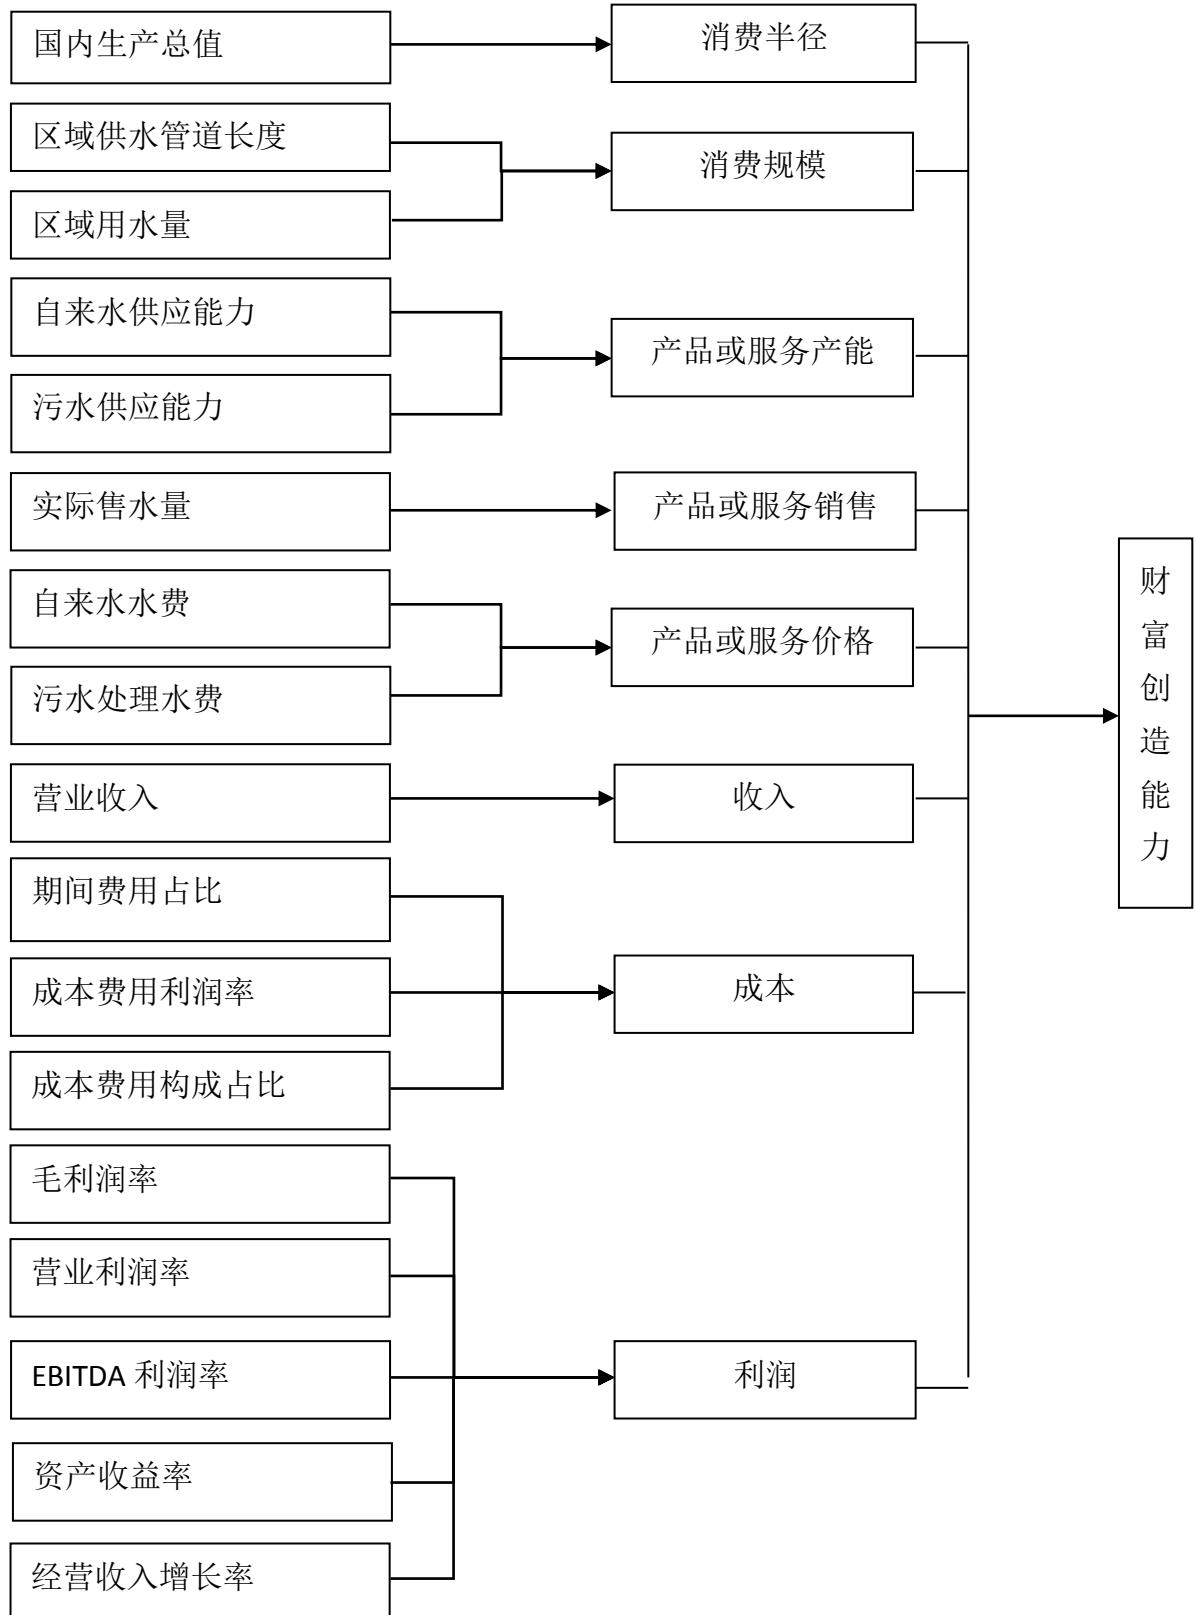 国内生产总值
消费半径
区域供水管道长度
消费规模
区域用水量
自来水供应能力
产品或服务产能
污水供应能力
实际售水量
产品或服务销售
自来水水费
产品或服务价格
污水处理水费
营业收入
收入
期间费用占比
成本费用利润率
成本
成本费用构成占比
毛利润率
营业利润率
EBITDA 利润率
利润
资产收益率
经营收入增长率
财
富
创
造
能
力